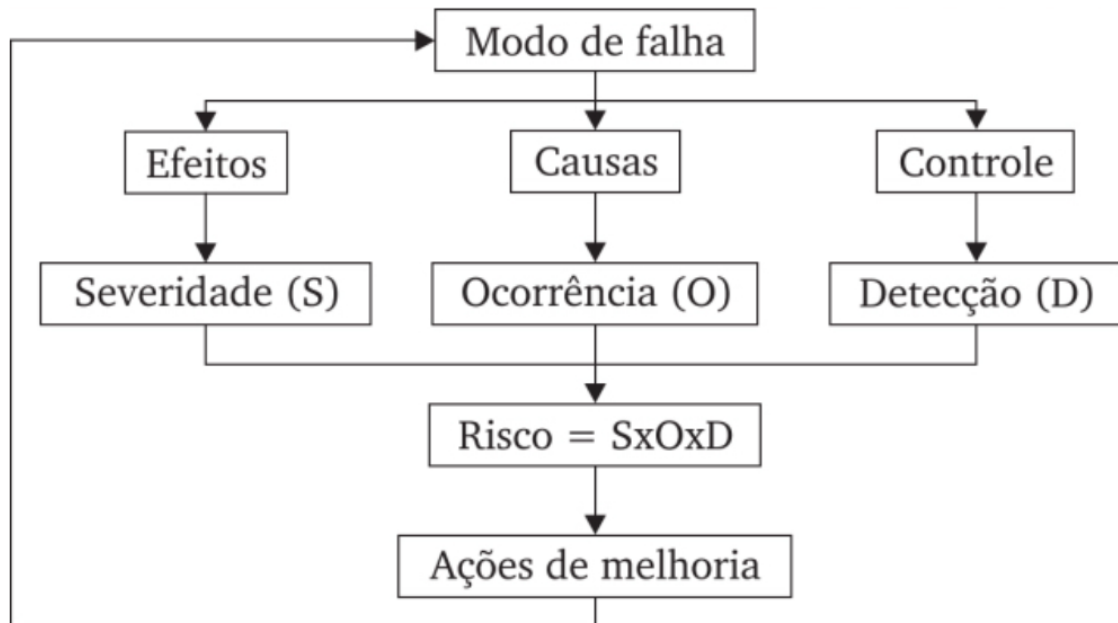 Modo de falha
Efeitos
Causas
Controle
Severidade (S)
Ocorrência (O)
Detecção (D)
Risco = SxOxD
Ações de melhoria